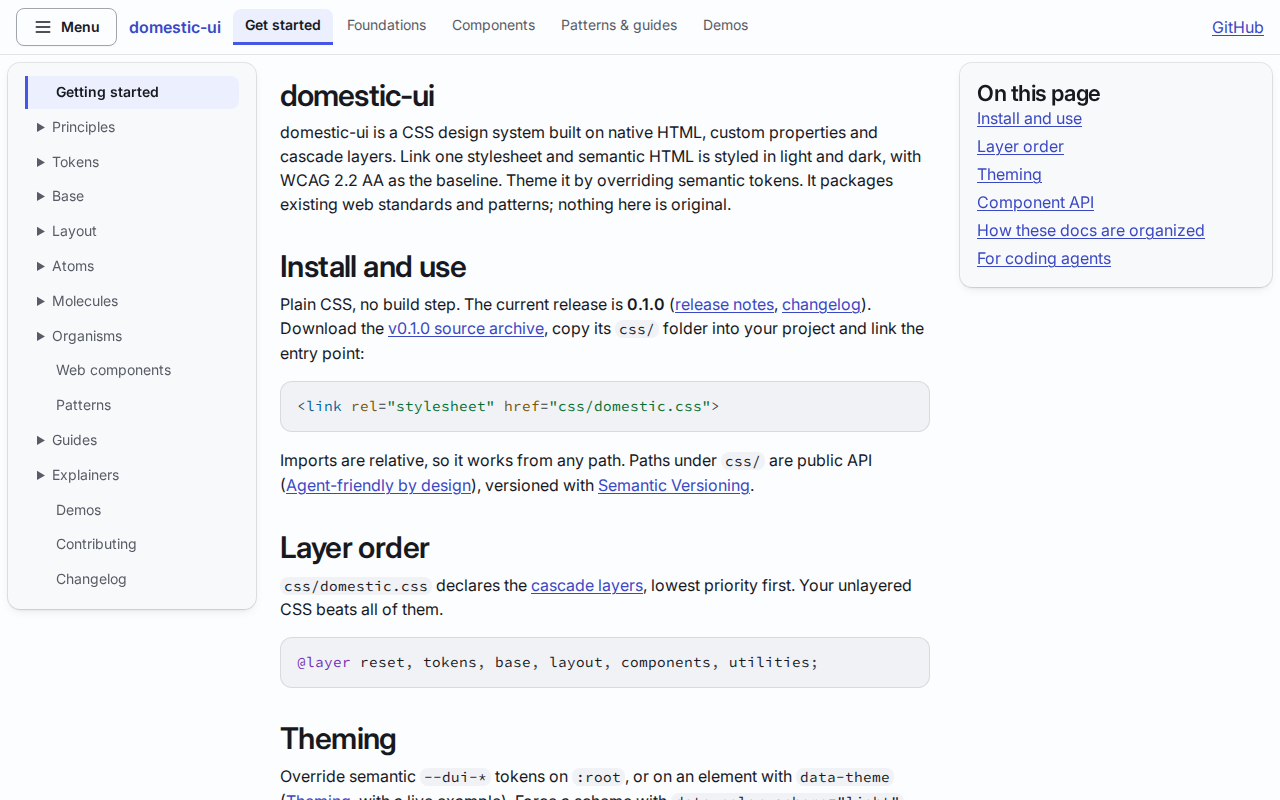 Menu
domestic-ui
Get started
Foundations
Components
Patterns & guides
Demos
GitHub
Getting started
Principles
Tokens
Base
Layout
Atoms
Molecules
Organisms
Web components
Patterns
Guides
Explainers
Demos
Contributing
Changelog
domestic-ui
domestic-ui is a CSS design system built on native HTML, custom properties and
cascade layers. Link one stylesheet and semantic HTML is styled in light and dark, with
WCAG 2.2 AA as the baseline. Theme it by overriding semantic tokens. It packages
existing web standards and patterns; nothing here is original.
Install and use
Plain CSS, no build step. The current release is 0.1.0 (release notes, changelog).
Download the v0.1.0 source archive, copy its css/ folder into your project and link the
entry point:
<link rel="stylesheet" href="css/domestic.css">
Imports are relative, so it works from any path. Paths under css/ are public API
(Agent-friendly by design), versioned with Semantic Versioning.
Layer order
css/domestic.css declares the cascade layers, lowest priority first. Your unlayered
CSS beats all of them.
@layer reset, tokens, base, layout, components, utilities;
Theming
Override semantic --dui-* tokens on :root, or on an element with data-theme
(Theming, with a live example). Force a scheme with
On this page
Install and use
Layer order
Theming
Component API
How these docs are organized
For coding agents